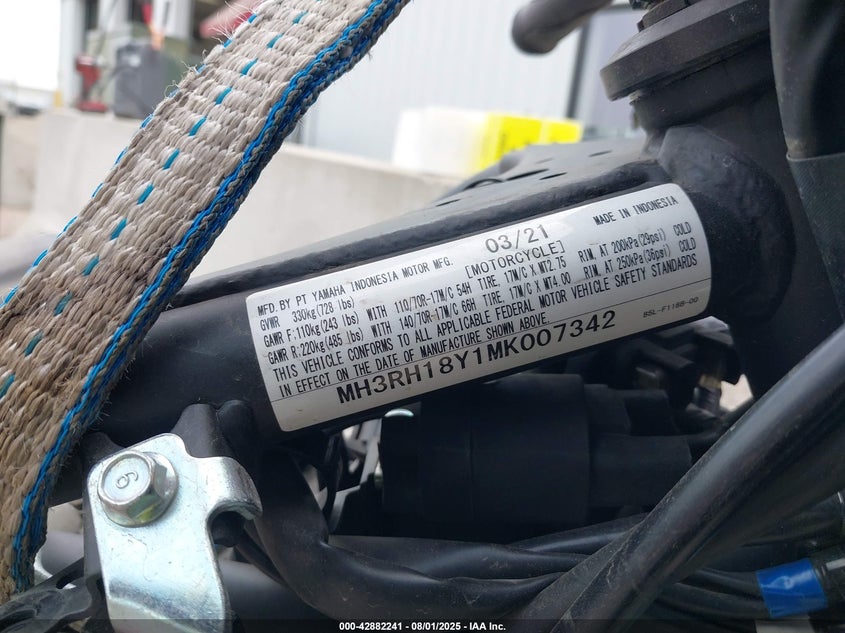 MFD. BY PT YAMAHA INDONESIA MOTOR MFG. 03/21 MADE IN INDONESIA
GVWR 330kg(728 lbs) [MOTORCYCLE]
GAWR F:110kg(243 lbs) WITH 110/70R-17M/C 54H TIRE, 17M/C X MT2.75 RIM, AT 200kPa(29psi) COLD
GAWR R:220kg(485 lbs) WITH 140/70R-17M/C 66H TIRE, 17M/C X MT4.00 RIM, AT 250kPa(36psi) COLD
THIS VEHICLE CONFORMS TO ALL APPLICABLE FEDERAL MOTOR VEHICLE SAFETY STANDARDS
IN EFFECT ON THE DATE OF MANUFACTURE SHOWN ABOVE.
MH3RH18Y1MK007342
BSL-F118B-00
9
000-42882241 - 08/01/2025 - IAA Inc.